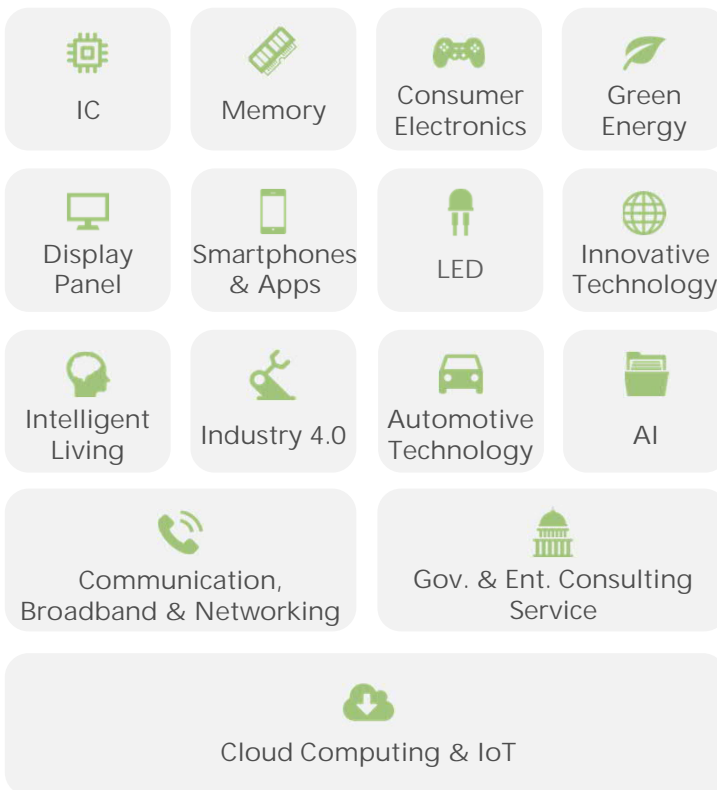 IC
Memory
Consumer
Electronics
Green
Energy
Display
Panel
Smartphones
& Apps
LED
Innovative
Technology
Intelligent
Living
Industry 4.0
Automotive
Technology
AI
Communication,
Broadband & Networking
Gov. & Ent. Consulting
Service
Cloud Computing & IoT